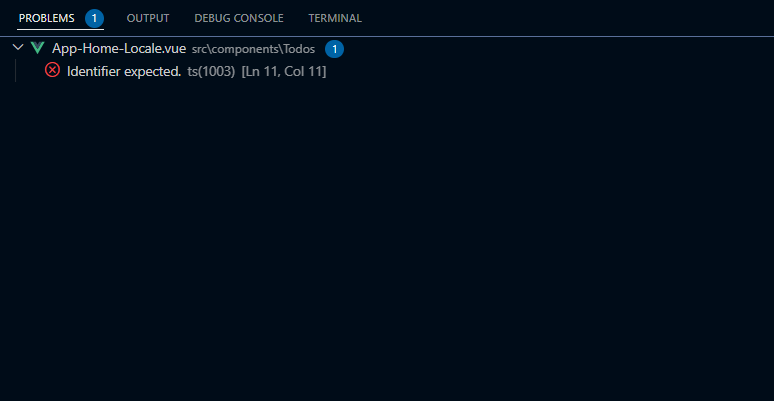 PROBLEMS 1 OUTPUT DEBUG CONSOLE TERMINAL
App-Home-Locale.vue src\components\Todos 1
Identifier expected. ts(1003) [Ln 11, Col 11]